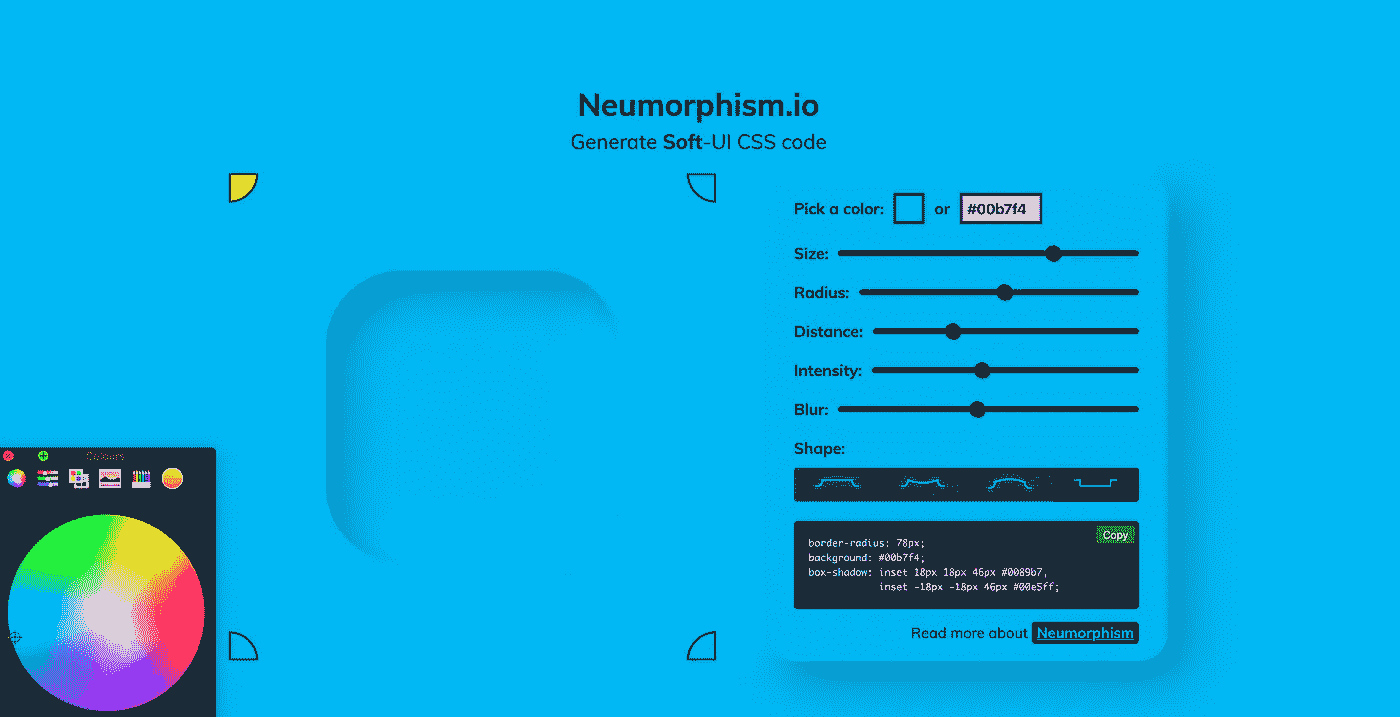 Neumorphism.io
Generate Soft-UI CSS code
Pick a color: or #00b7f4
Size:
Radius:
Distance:
Intensity:
Blur:
Shape:
Copy
border-radius: 78px;
background: #00b7f4;
box-shadow: inset 18px 18px 46px #0089b7,
inset -18px -18px 46px #00e5ff;
Read more about Neumorphism
Colours